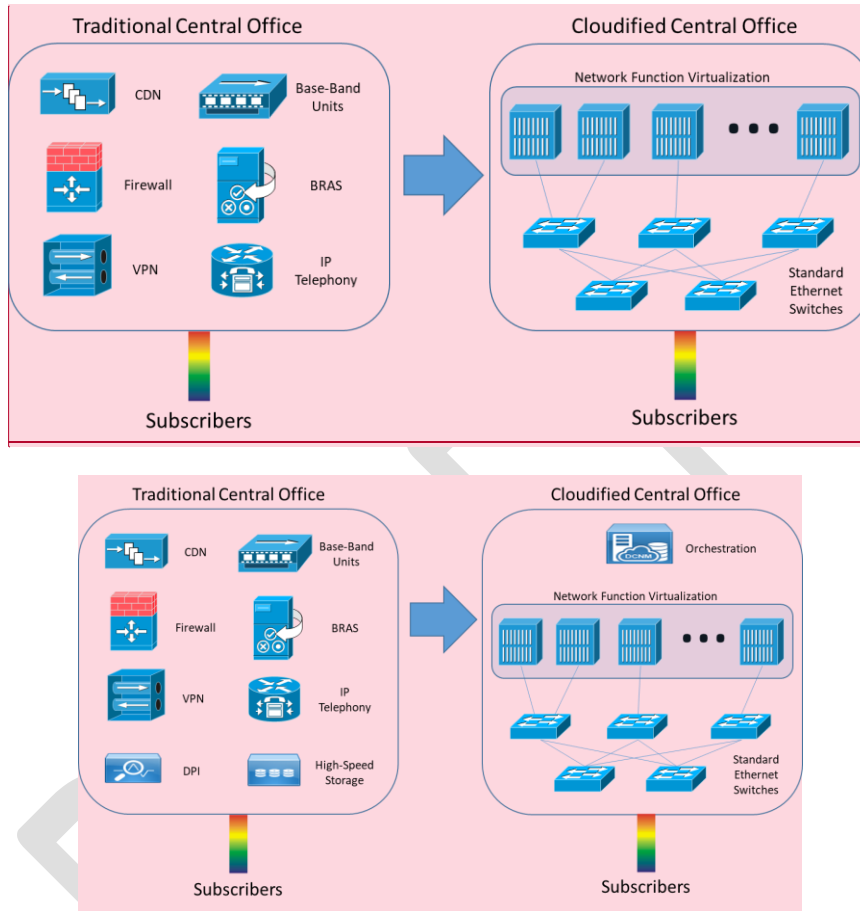 Traditional Central Office
Cloudified Central Office
CDN
Base-Band
Units
Firewall
BRAS
VPN
IP
Telephony
Network Function Virtualization
Standard
Ethernet
Switches
Subscribers
Subscribers
Traditional Central Office
Cloudified Central Office
CDN
Base-Band
Units
Firewall
BRAS
VPN
IP
Telephony
DPI
High-Speed
Storage
DCNM
Orchestration
Network Function Virtualization
Standard
Ethernet
Switches
Subscribers
Subscribers